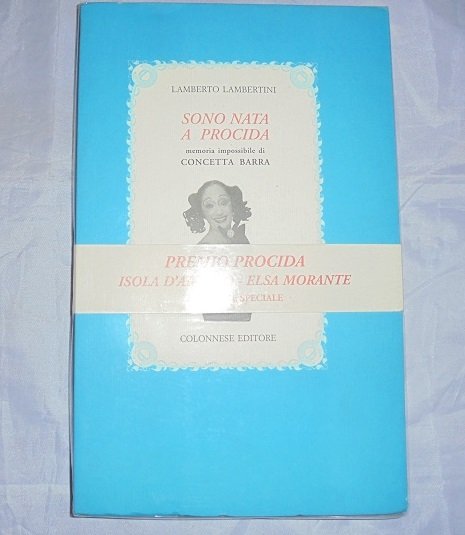 LAMBERTO LAMBERTINI
SONO NATA
A PROCIDA
memoria impossibile di
CONCETTA BARRA
PREMIO PROCIDA
ISOLA D'A ELSA MORANTE
SPECIALE
COLONNESE EDITORE